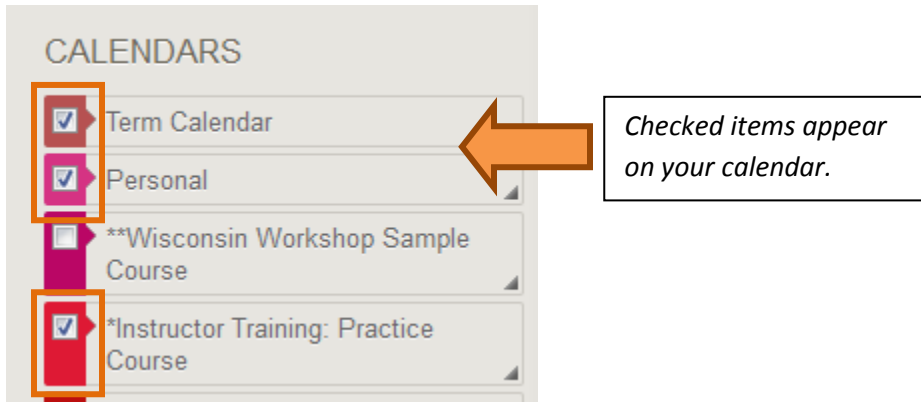 CALENDARS
Term Calendar
Personal
**Wisconsin Workshop Sample
Course
*Instructor Training: Practice
Course
Checked items appear
on your calendar.